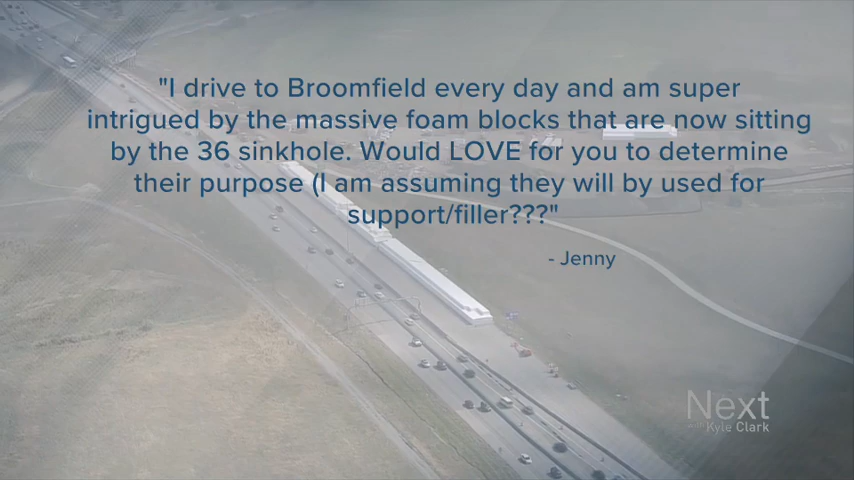 "I drive to Broomfield every day and am super
intrigued by the massive foam blocks that are now sitting
by the 36 sinkhole. Would LOVE for you to determine
their purpose (I am assuming they will by used for
support/filler???"
- Jenny
Next
with Kyle Clark